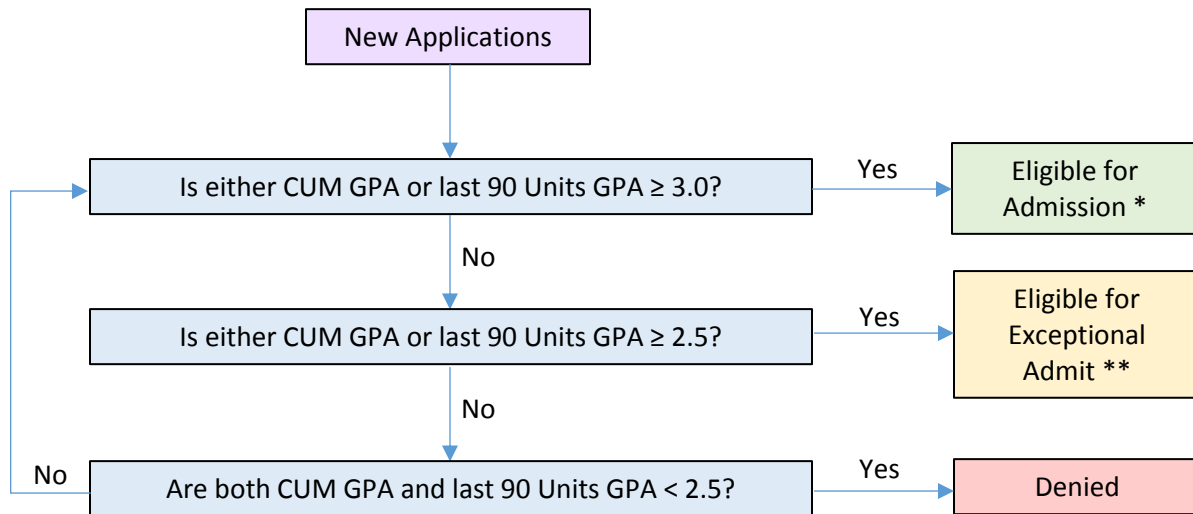 New Applications
Is either CUM GPA or last 90 Units GPA ≥ 3.0?
Yes
Eligible for
Admission *
No
Is either CUM GPA or last 90 Units GPA ≥ 2.5?
Yes
Eligible for
Exceptional
Admit **
No
Are both CUM GPA and last 90 Units GPA < 2.5?
No
Yes
Denied